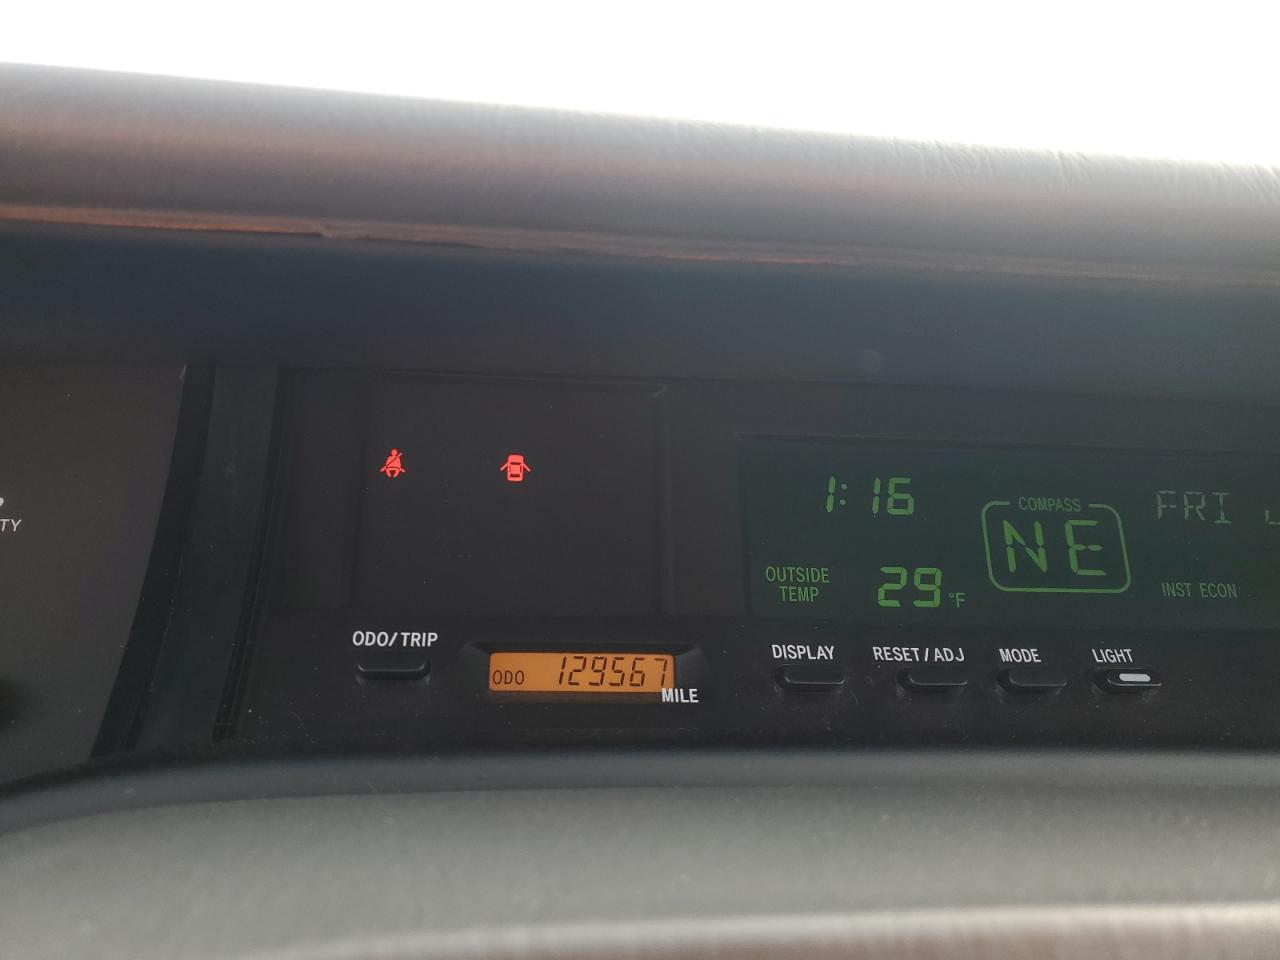 TY
1:16
COMPASS
NE
FRI
OUTSIDE
TEMP
29°F
INST ECON
ODO/TRIP
ODO 129567
MILE
DISPLAY
RESET/ADJ
MODE
LIGHT